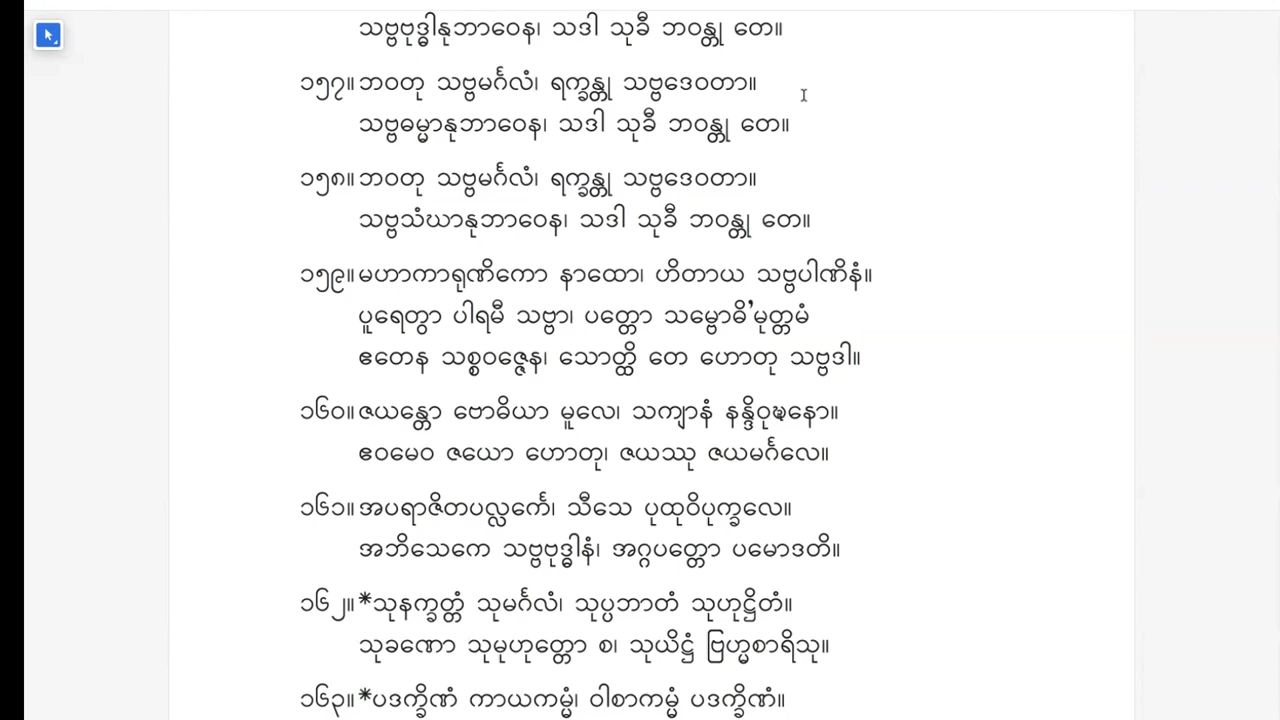 သဗ္ဗဗုဒ္ဓါနုဘာဝေန၊ သဒါ သုခီ ဘဝန္တု တေ။
၁၅၇။ ဘဝတု သဗ္ဗမင်္ဂလံ၊ ရက္ခန္တု သဗ္ဗဒေဝတာ။
သဗ္ဗဓမ္မာနုဘာဝေန၊ သဒါ သုခီ ဘဝန္တု တေ။
၁၅၈။ ဘဝတု သဗ္ဗမင်္ဂလံ၊ ရက္ခန္တု သဗ္ဗဒေဝတာ။
သဗ္ဗသံဃာနုဘာဝေန၊ သဒါ သုခီ ဘဝန္တု တေ။
၁၅၉။ မဟာကာရုဏိကော နာထော၊ ဟိတာယ သဗ္ဗပါဏိနံ။
ပူရေတွာ ပါရမီ သဗ္ဗာ၊ ပတ္တော သမ္ဗောဓိ’မုတ္တမံ
ဧတေန သစ္စဝဇ္ဇေန၊ သောတ္ထိ တေ ဟောတု သဗ္ဗဒါ။
၁၆၀။ ဇယန္တော ဗောဓိယာ မူလေ၊ သကျာနံ နန္ဒိဝုၒနော။
ဧဝမေဝ ဇယော ဟောတု၊ ဇယဿု ဇယမင်္ဂလေ။
၁၆၁။ အပရာဇိတပလ္လင်္ကေ၊ သီသေ ပုထုဝိပုက္ခလေ။
အဘိသေကေ သဗ္ဗဗုဒ္ဓါနံ၊ အဂ္ဂပတ္တော ပမောဒတိ။
၁၆၂။ *သုနက္ခတ္တံ သုမင်္ဂလံ၊ သုပ္ပဘာတံ သုဟုဋ္ဌိတံ။
သုခဏော သုမုဟုတ္တော စ၊ သုယိဋ္ဌံ ဗြဟ္မစာရိသု။
၁၆၃။ *ပဒက္ခိဏံ ကာယကမ္မံ၊ ဝါစာကမ္မံ ပဒက္ခိဏံ။